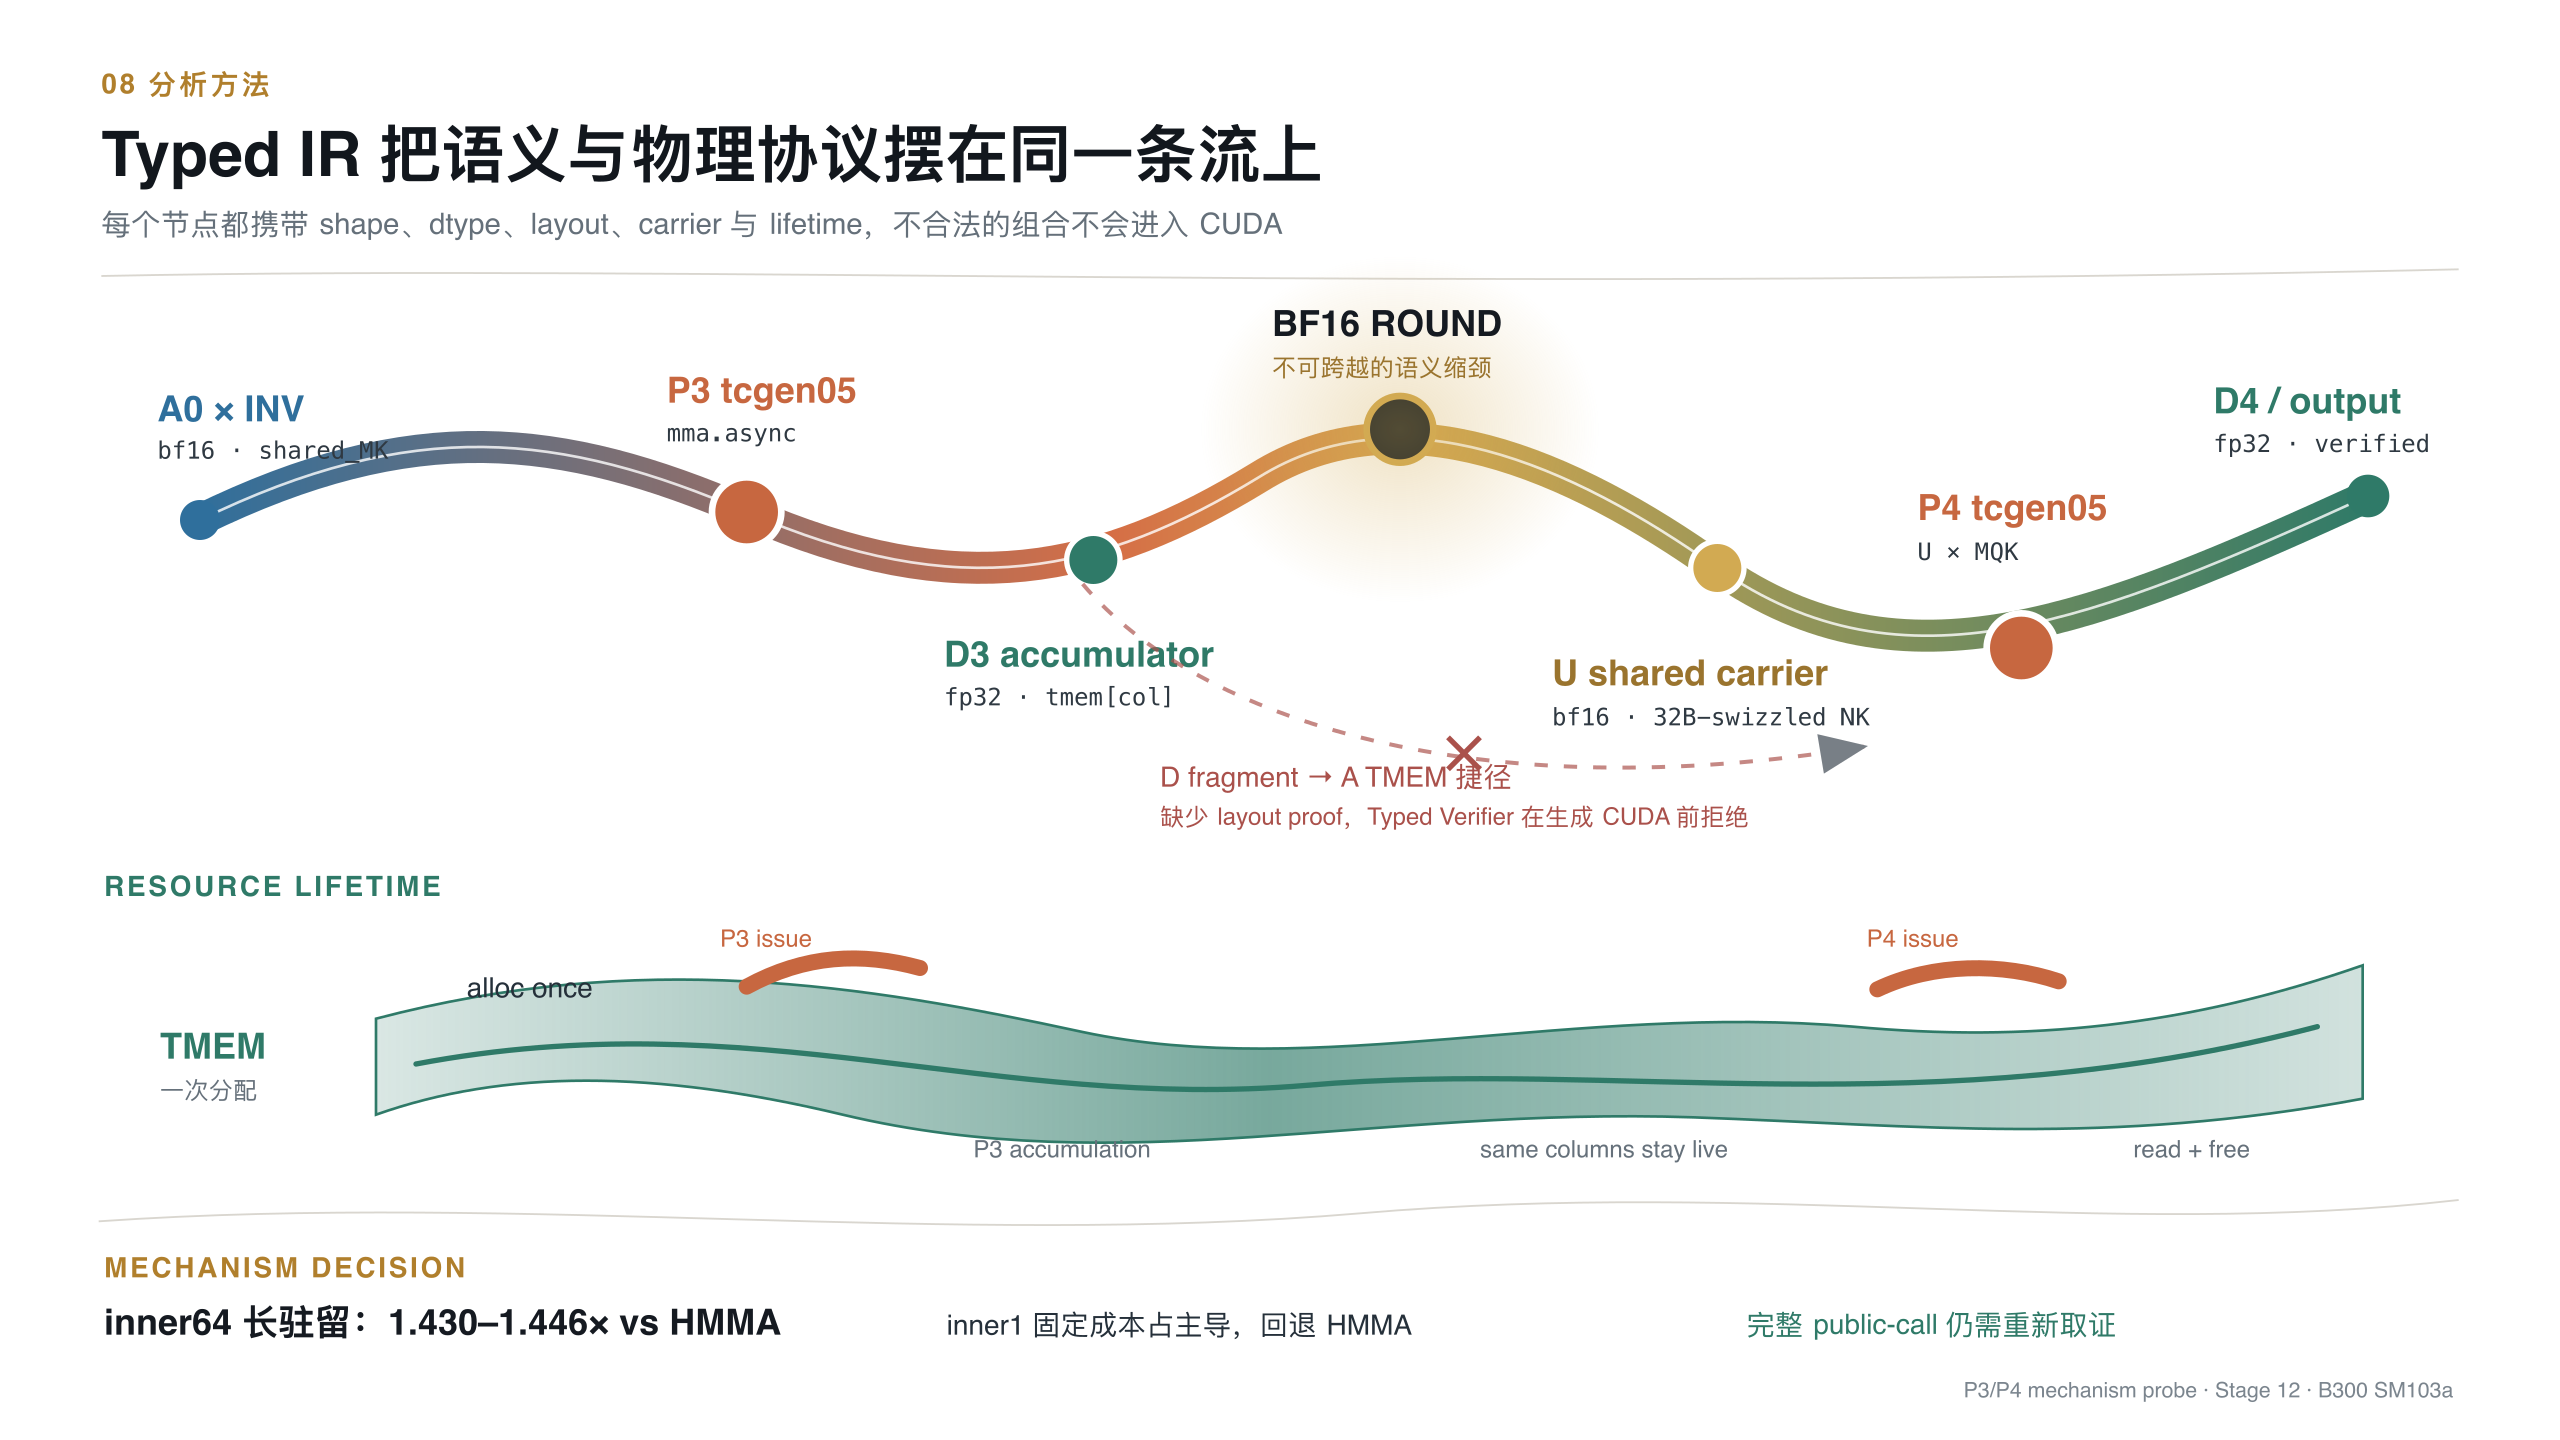 08 分析方法
Typed IR 把语义与物理协议摆在同一条流上
每个节点都携带 shape、dtype、layout、carrier 与 lifetime，不合法的组合不会进入 CUDA
BF16 ROUND
不可跨越的语义缩颈
A0 × INV
bf16 · shared_MK
P3 tcgen05
mma.async
D4 / output
fp32 · verified
P4 tcgen05
U × MQK
D3 accumulator
fp32 · tmem[col]
U shared carrier
bf16 · 32B–swizzled NK
D fragment → A TMEM 捷径
缺少 layout proof，Typed Verifier 在生成 CUDA 前拒绝
RESOURCE LIFETIME
P3 issue
P4 issue
alloc once
TMEM
一次分配
P3 accumulation
same columns stay live
read + free
MECHANISM DECISION
inner64 长驻留：1.430–1.446× vs HMMA
inner1 固定成本占主导，回退 HMMA
完整 public-call 仍需重新取证
P3/P4 mechanism probe · Stage 12 · B300 SM103a